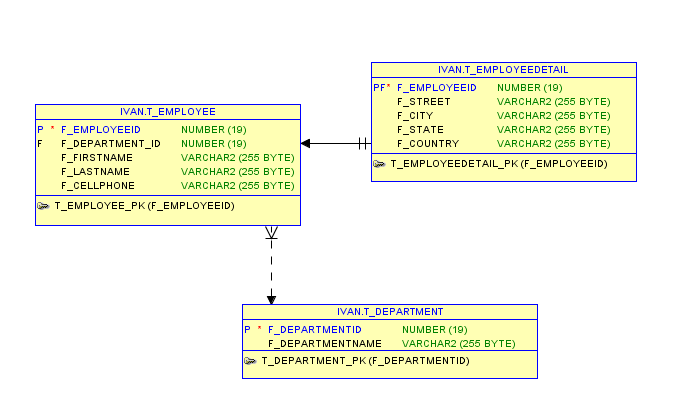 IVAN.T_EMPLOYEEDETAIL
PF* F_EMPLOYEEID NUMBER (19)
F_STREET VARCHAR2 (255 BYTE)
F_CITY VARCHAR2 (255 BYTE)
F_STATE VARCHAR2 (255 BYTE)
F_COUNTRY VARCHAR2 (255 BYTE)
T_EMPLOYEEDETAIL_PK (F_EMPLOYEEID)
IVAN.T_EMPLOYEE
P * F_EMPLOYEEID NUMBER (19)
F F_DEPARTMENT_ID NUMBER (19)
F_FIRSTNAME VARCHAR2 (255 BYTE)
F_LASTNAME VARCHAR2 (255 BYTE)
F_CELLPHONE VARCHAR2 (255 BYTE)
T_EMPLOYEE_PK (F_EMPLOYEEID)
IVAN.T_DEPARTMENT
P * F_DEPARTMENTID NUMBER (19)
F_DEPARTMENTNAME VARCHAR2 (255 BYTE)
T_DEPARTMENT_PK (F_DEPARTMENTID)